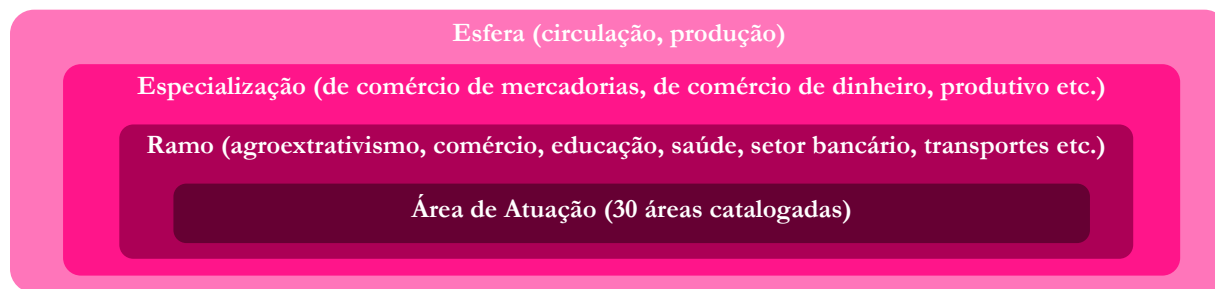 Esfera (circulação, produção)
Especialização (de comércio de mercadorias, de comércio de dinheiro, produtivo etc.)
Ramo (agroextrativismo, comércio, educação, saúde, setor bancário, transportes etc.)
Área de Atuação (30 áreas catalogadas)